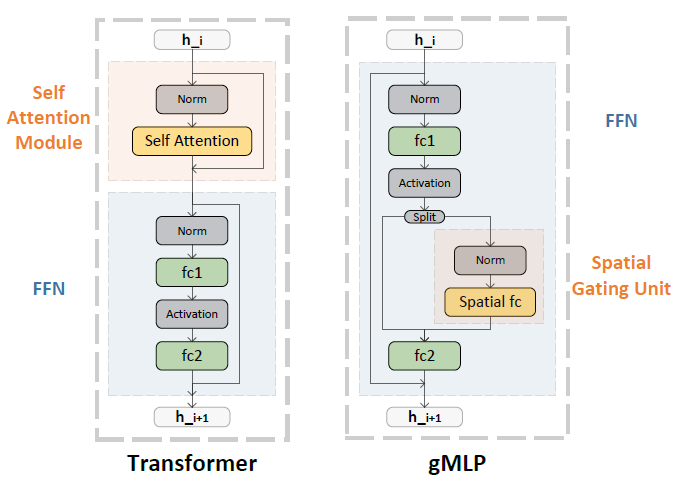 h_i
Self
Attention
Module
Norm
Self Attention
FFN
Norm
fc1
Activation
fc2
h_i+1
Transformer
h_i
FFN
Norm
fc1
Activation
Split
Norm
Spatial fc
Spatial
Gating Unit
fc2
h_i+1
gMLP